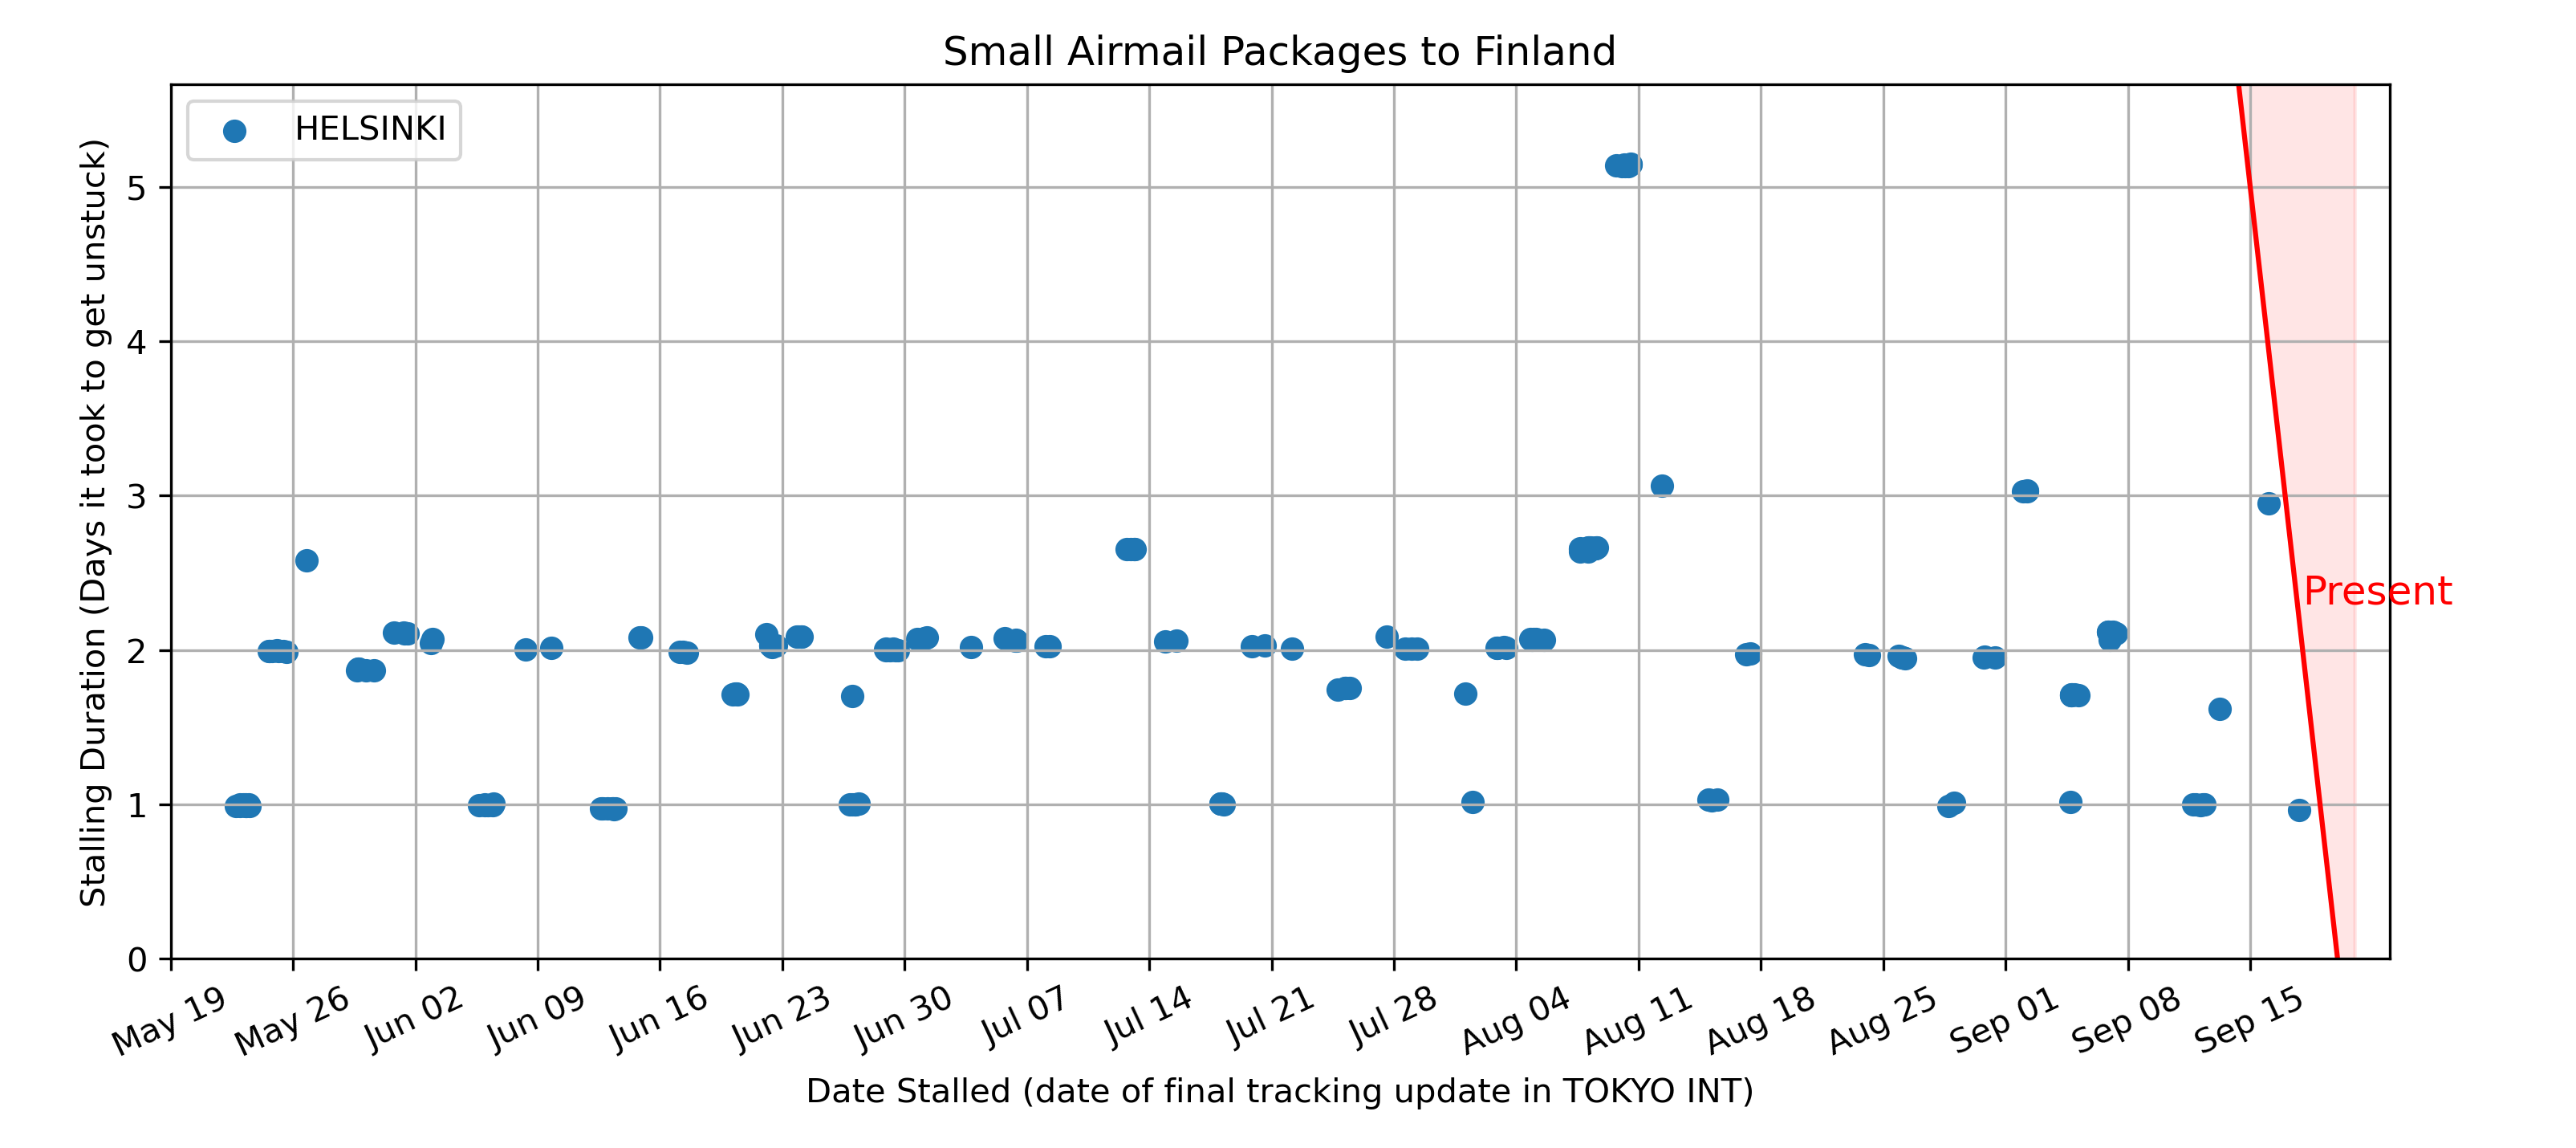 Small Airmail Packages to Finland
HELSINKI
Stalling Duration (Days it took to get unstuck)
5
4
3
2
1
0
Present
May 19
May 26
Jun 02
Jun 09
Jun 16
Jun 23
Jun 30
Jul 07
Jul 14
Jul 21
Jul 28
Aug 04
Aug 11
Aug 18
Aug 25
Sep 01
Sep 08
Sep 15
Date Stalled (date of final tracking update in TOKYO INT)